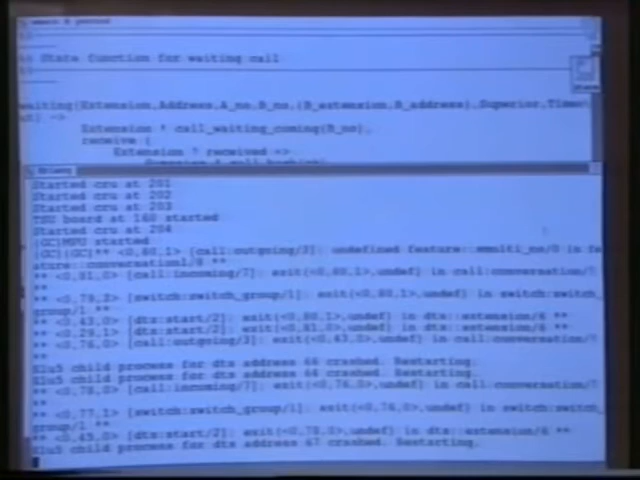 State function for waiting call
waiting(Extension,Address,A_no,B_no,(B_extension,B_address),Superior,Time
ut) ->
Extension ! call_waiting_coming(B_no),
receive {
Extension ? received =>
Started cru at 201
Started cru at 202
Started cru at 203
TSU board at 160 started
Started cru at 204
|GC|MPU started
|GC||GC|** <0,80,1> [call:outgoing/3]: undefined feature: in fe
ature::conversation1/0 **
** <0,81,0> [call:incoming/7]: exit(<0,80,1>,undef) in call:conversation/7
**
** <0,79,2> [switch:switch_group/1]: exit(<0,80,1>,undef) in switch:switch_
group/1 **
** <0,43,0> [dts:start/2]: exit(<0,80,1>,undef) in dts::extension/6 **
** <0,29,1> [dts:start/2]: exit(<0,81,0>,undef) in dts::extension/6 **
** <0,76,0> [call:outgoing/3]: exit(<0,43,0>,undef) in call:conversation/7
**
child process for dts address 66 crashed. Restarting.
child process for dts address 64 crashed. Restarting.
** <0,78,0> [call:incoming/7]: exit(<0,76,0>,undef) in call:conversation/7
**
** <0,77,1> [switch:switch_group/1]: exit(<0,76,0>,undef) in switch:switch_
group/1 **
** <0,45,0> [dts:start/2]: exit(<0,78,0>,undef) in dts::extension/6 **
child process for dts address 67 crashed. Restarting.